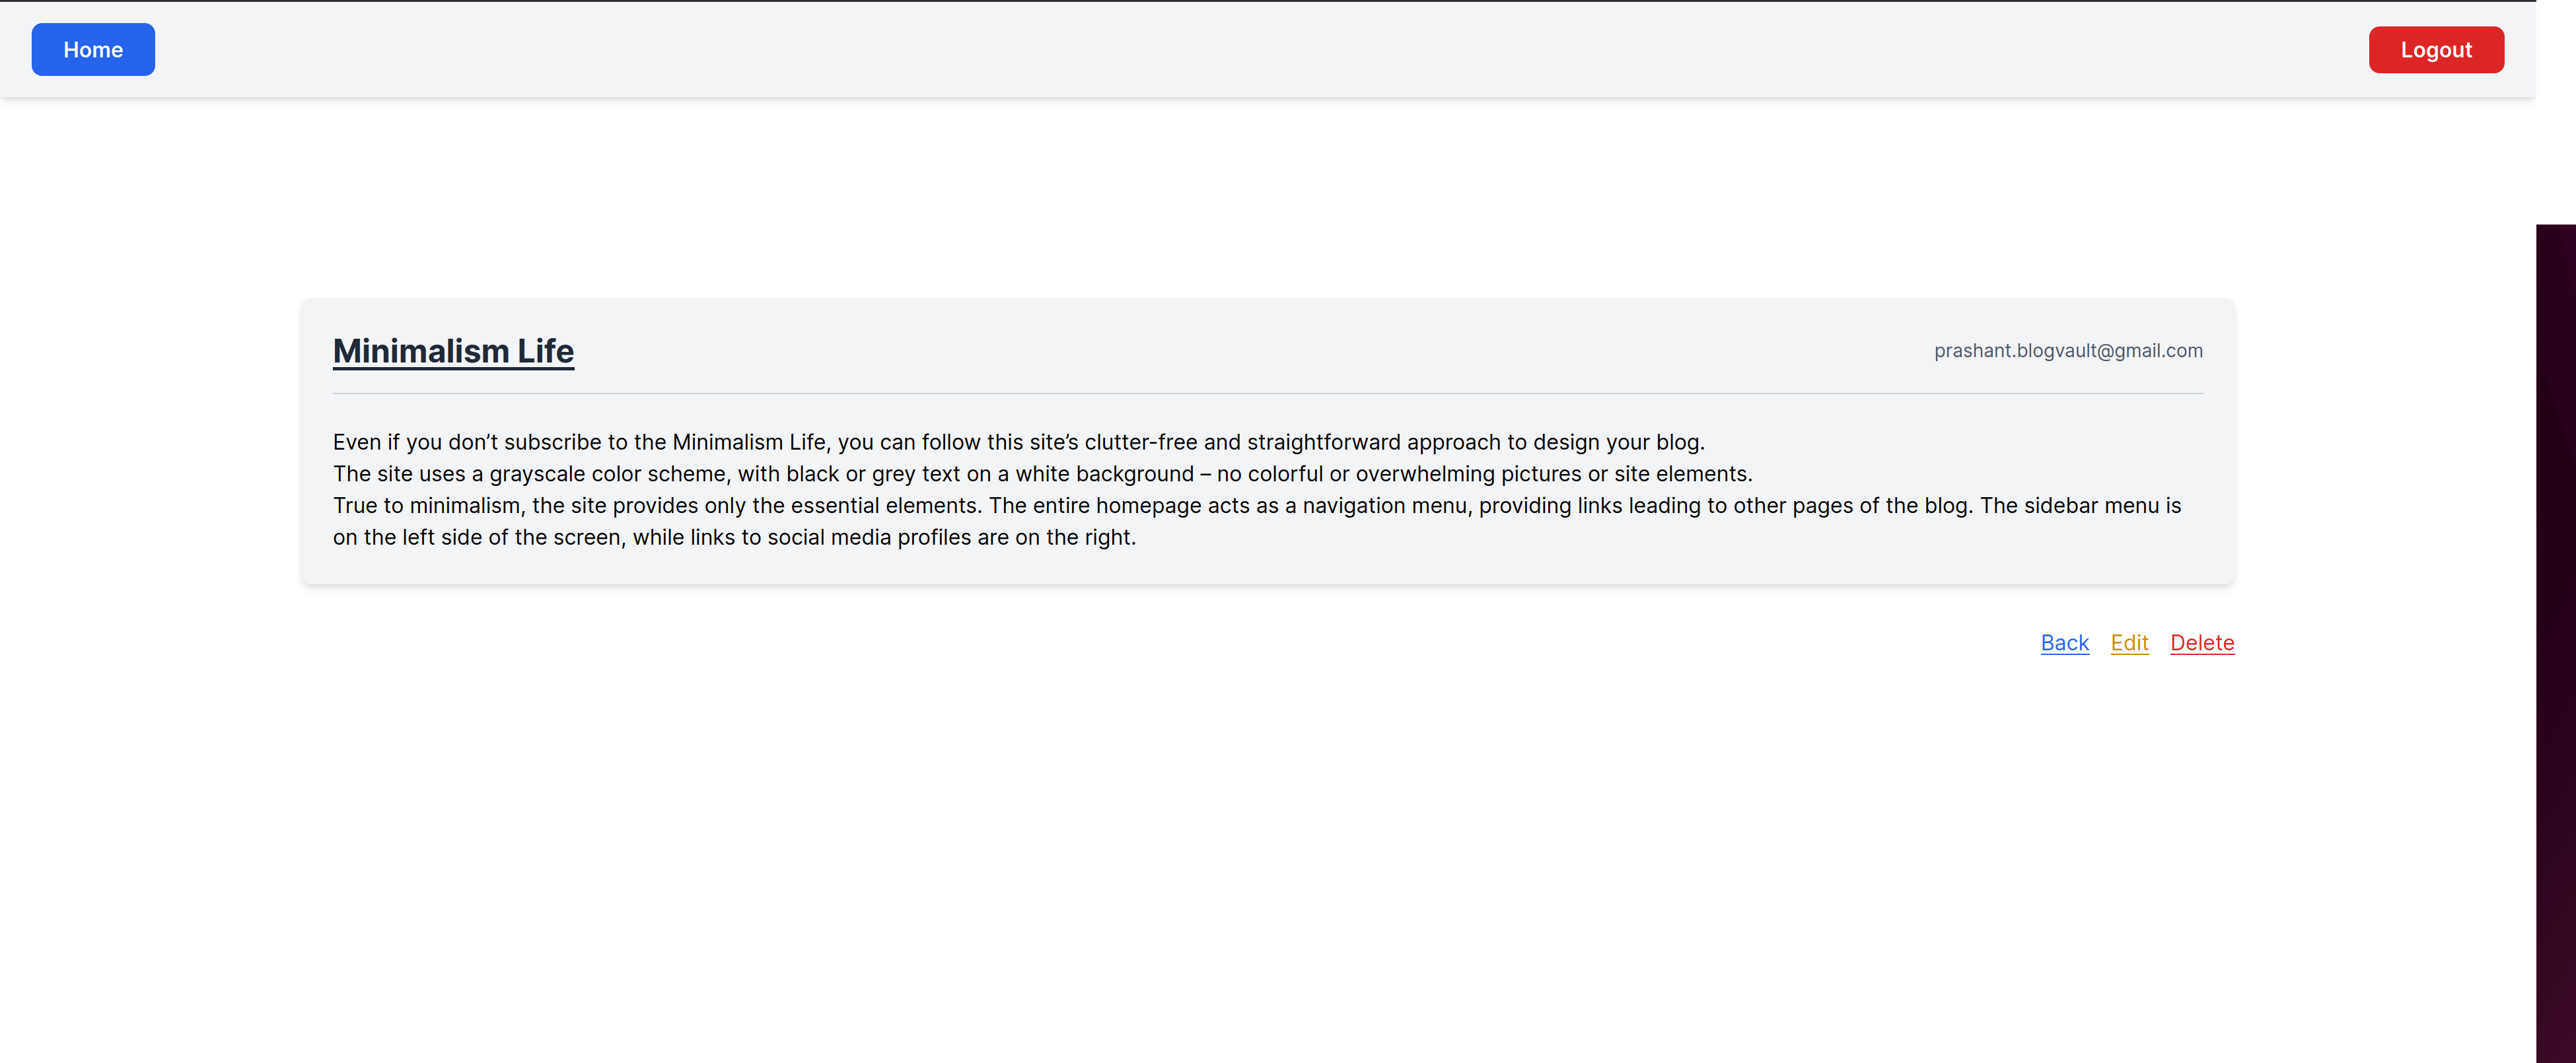 Home
Logout
Minimalism Life
prashant.blogvault@gmail.com
Even if you don’t subscribe to the Minimalism Life, you can follow this site’s clutter-free and straightforward approach to design your blog.
The site uses a grayscale color scheme, with black or grey text on a white background – no colorful or overwhelming pictures or site elements.
True to minimalism, the site provides only the essential elements. The entire homepage acts as a navigation menu, providing links leading to other pages of the blog. The sidebar menu is
on the left side of the screen, while links to social media profiles are on the right.
Back Edit Delete